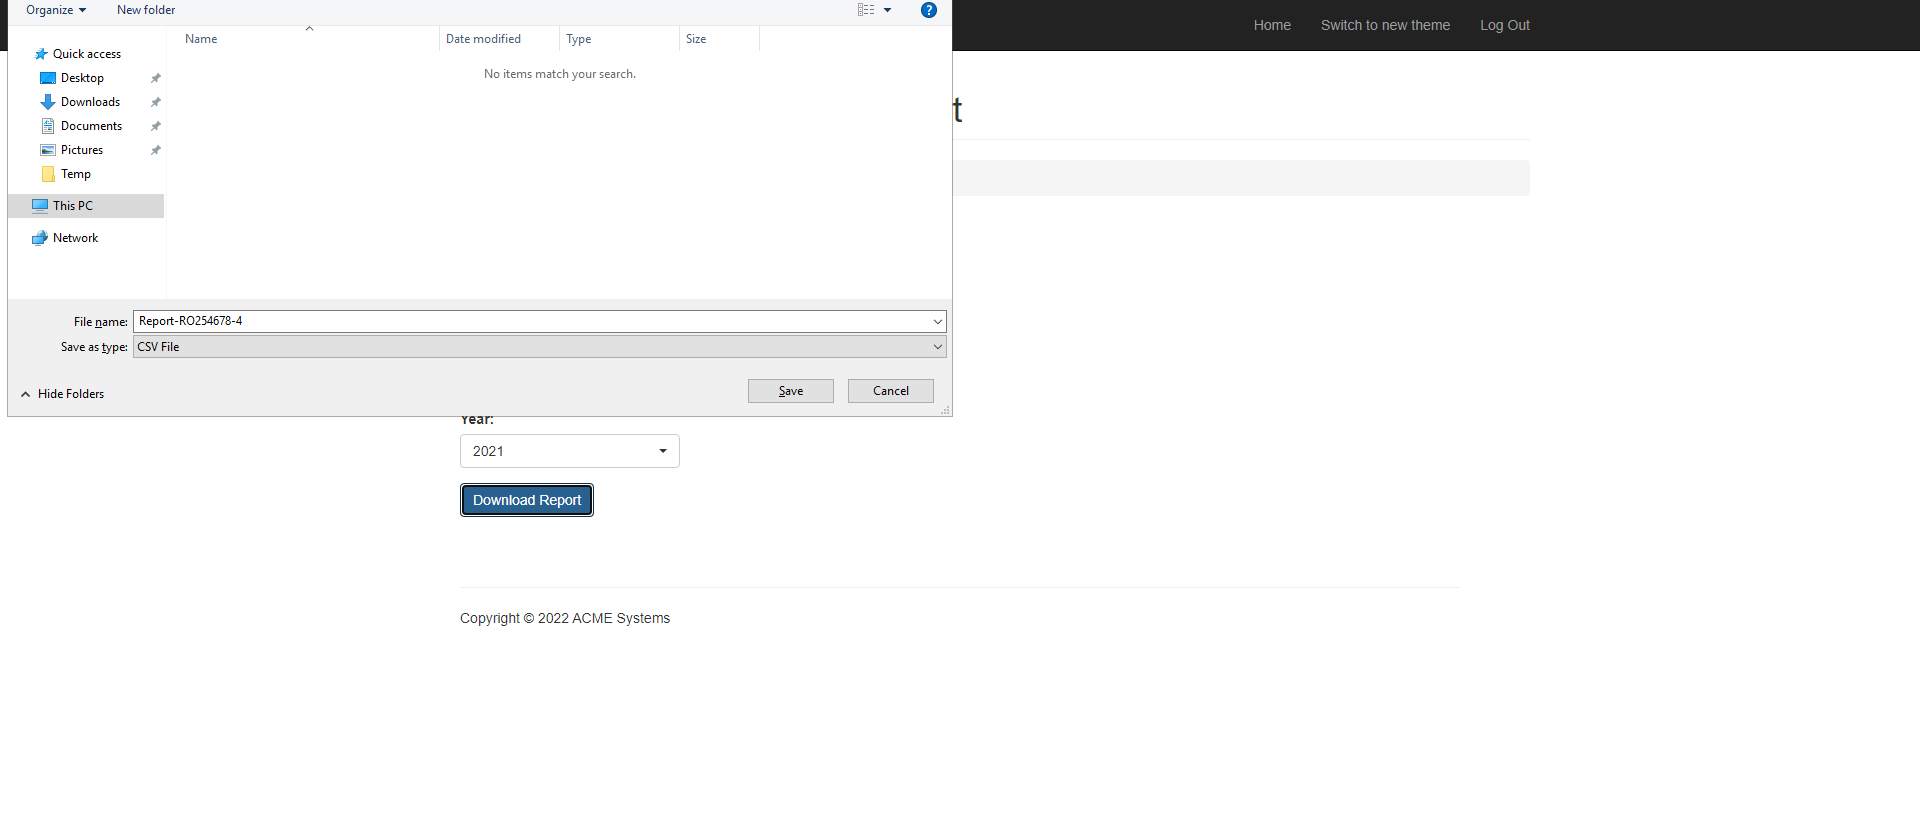 Organize
New folder
?
Home
Switch to new theme
Log Out
Name
Date modified
Type
Size
No items match your search.
Quick access
Desktop
Downloads
Documents
Pictures
Temp
This PC
Network
t
File name: Report-RO254678-4
Save as type: CSV File
Hide Folders
Save
Cancel
Year:
2021
Download Report
Copyright © 2022 ACME Systems